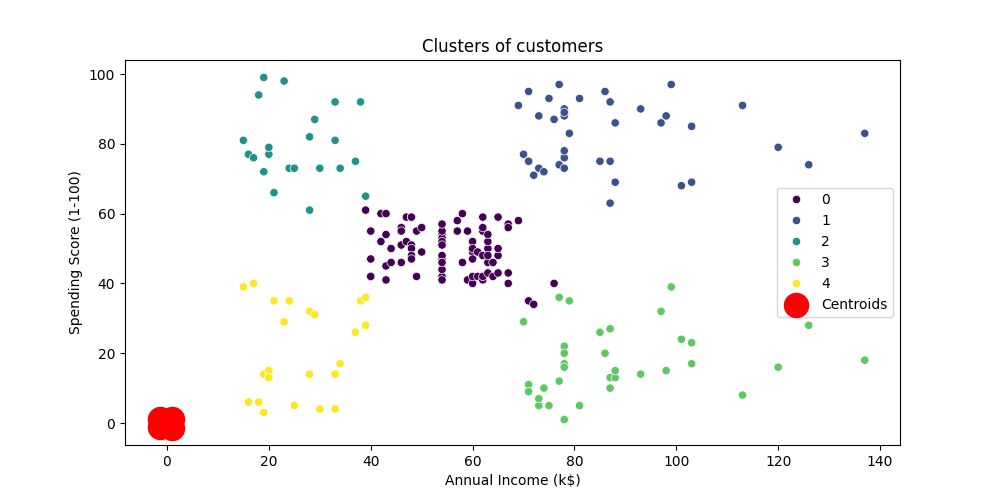 Clusters of customers
Spending Score (1-100)
100
80
60
40
20
0
0
1
2
3
4
Centroids
0 20 40 60 80 100 120 140
Annual Income (k$)